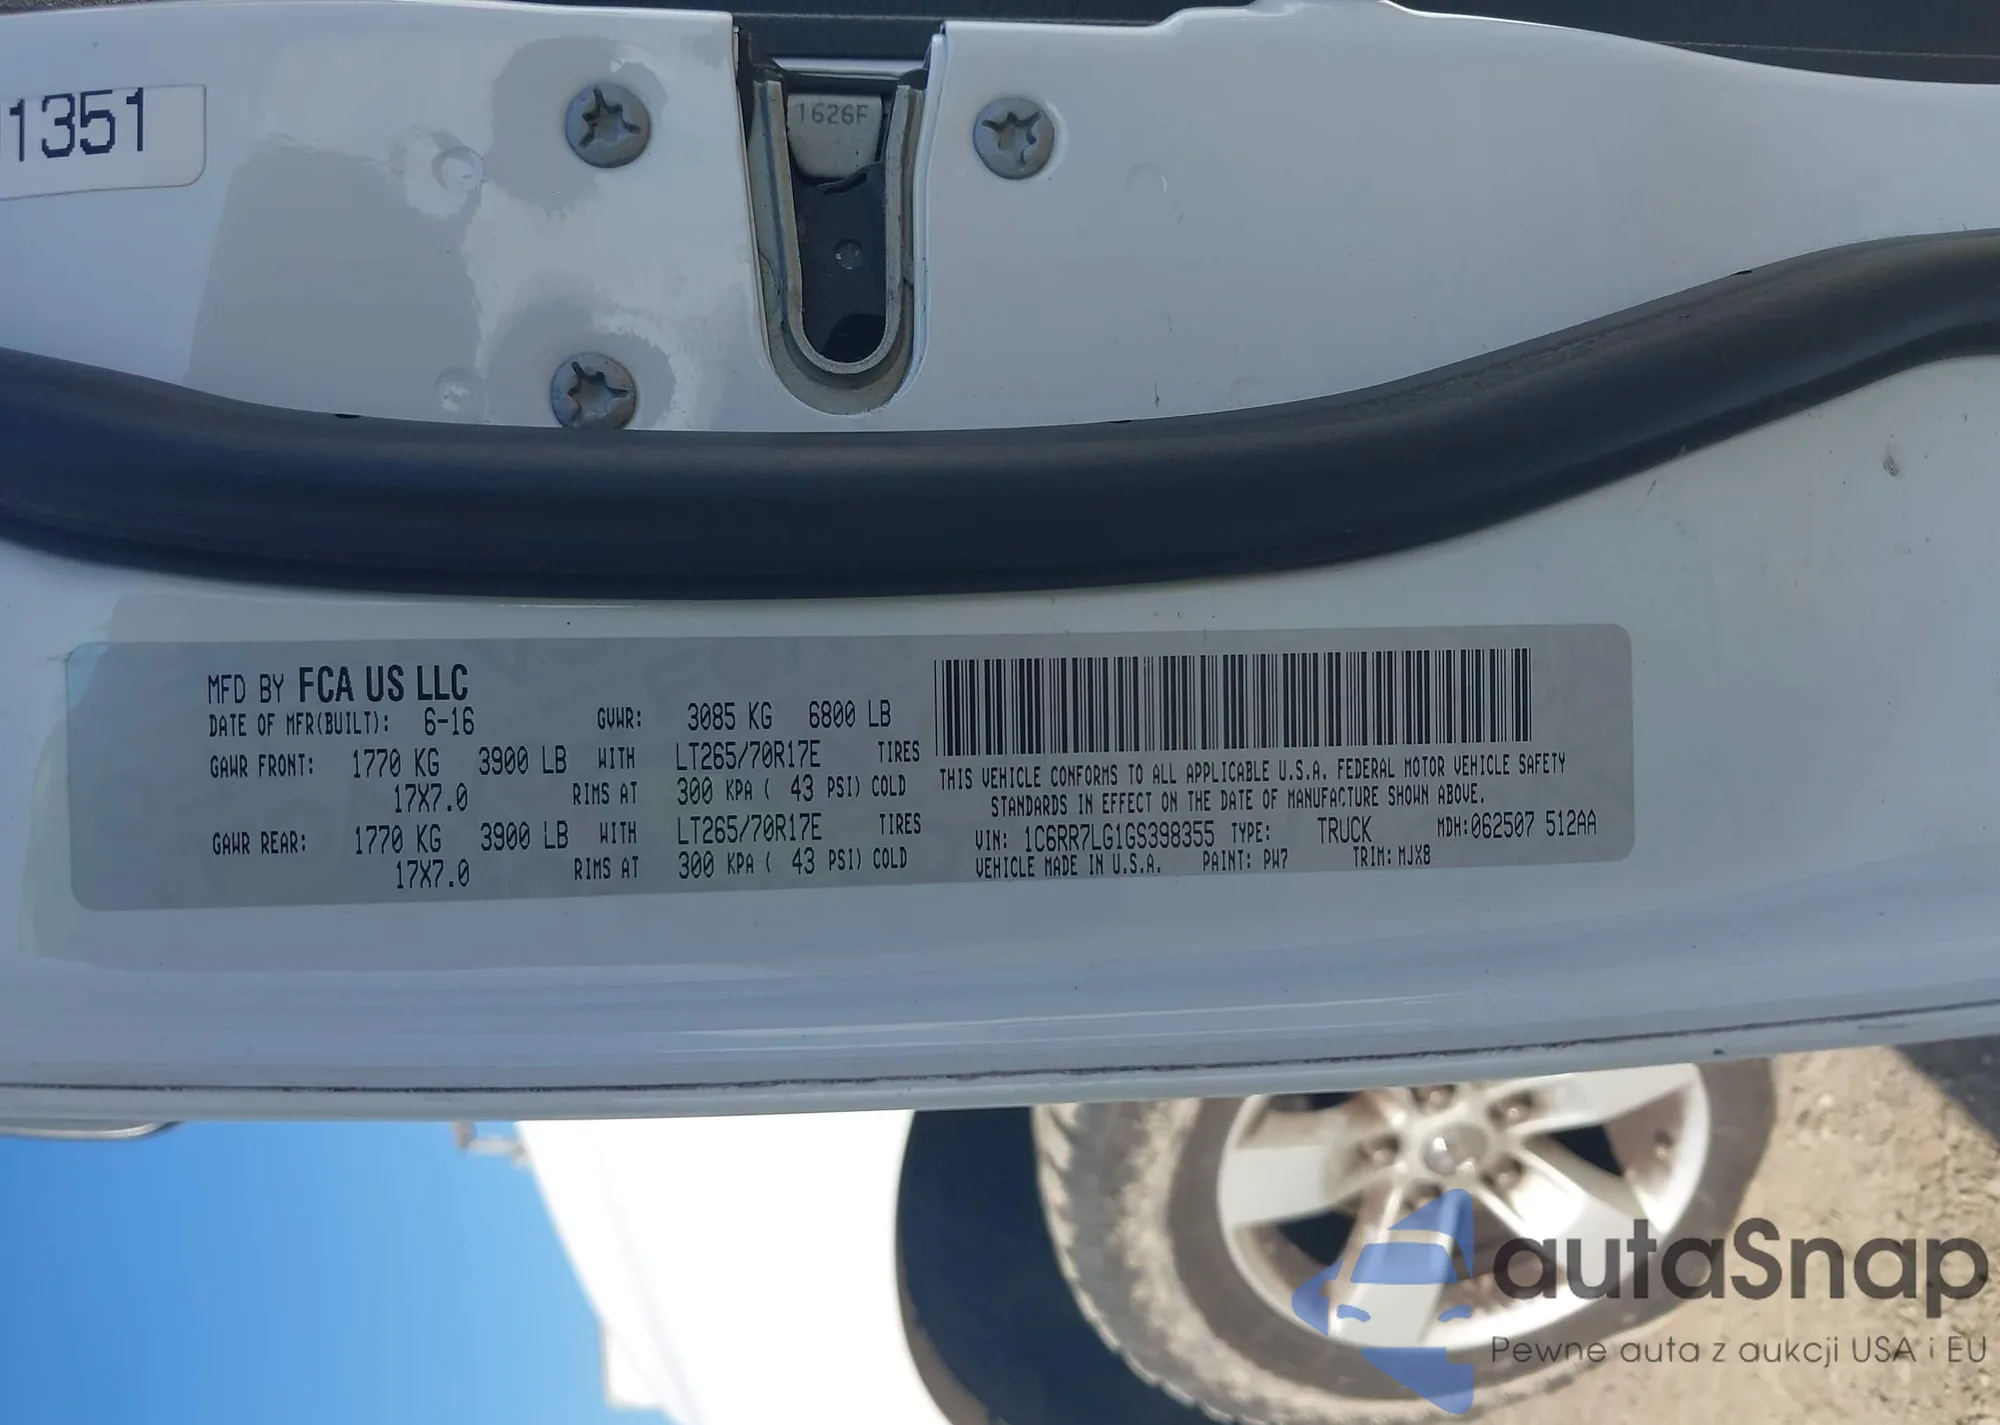 1351
1626F
MFD BY FCA US LLC
DATE OF MFR(BUILT): 6-16 GVWR: 3085 KG 6800 LB
GAWR FRONT: 1770 KG 3900 LB WITH LT265/70R17E TIRES
17X7.0 RIMS AT 300 KPA ( 43 PSI) COLD
GAWR REAR: 1770 KG 3900 LB WITH LT265/70R17E TIRES
17X7.0 RIMS AT 300 KPA ( 43 PSI) COLD
THIS VEHICLE CONFORMS TO ALL APPLICABLE U.S.A. FEDERAL MOTOR VEHICLE SAFETY
STANDARDS IN EFFECT ON THE DATE OF MANUFACTURE SHOWN ABOVE.
VIN: 1C6RR7LG1GS398355 TYPE: TRUCK MDH:062507 512AA
VEHICLE MADE IN U.S.A. PAINT: PW7 TRIM: MJX8
autaSnap
Pewne auta z aukcji USA i EU